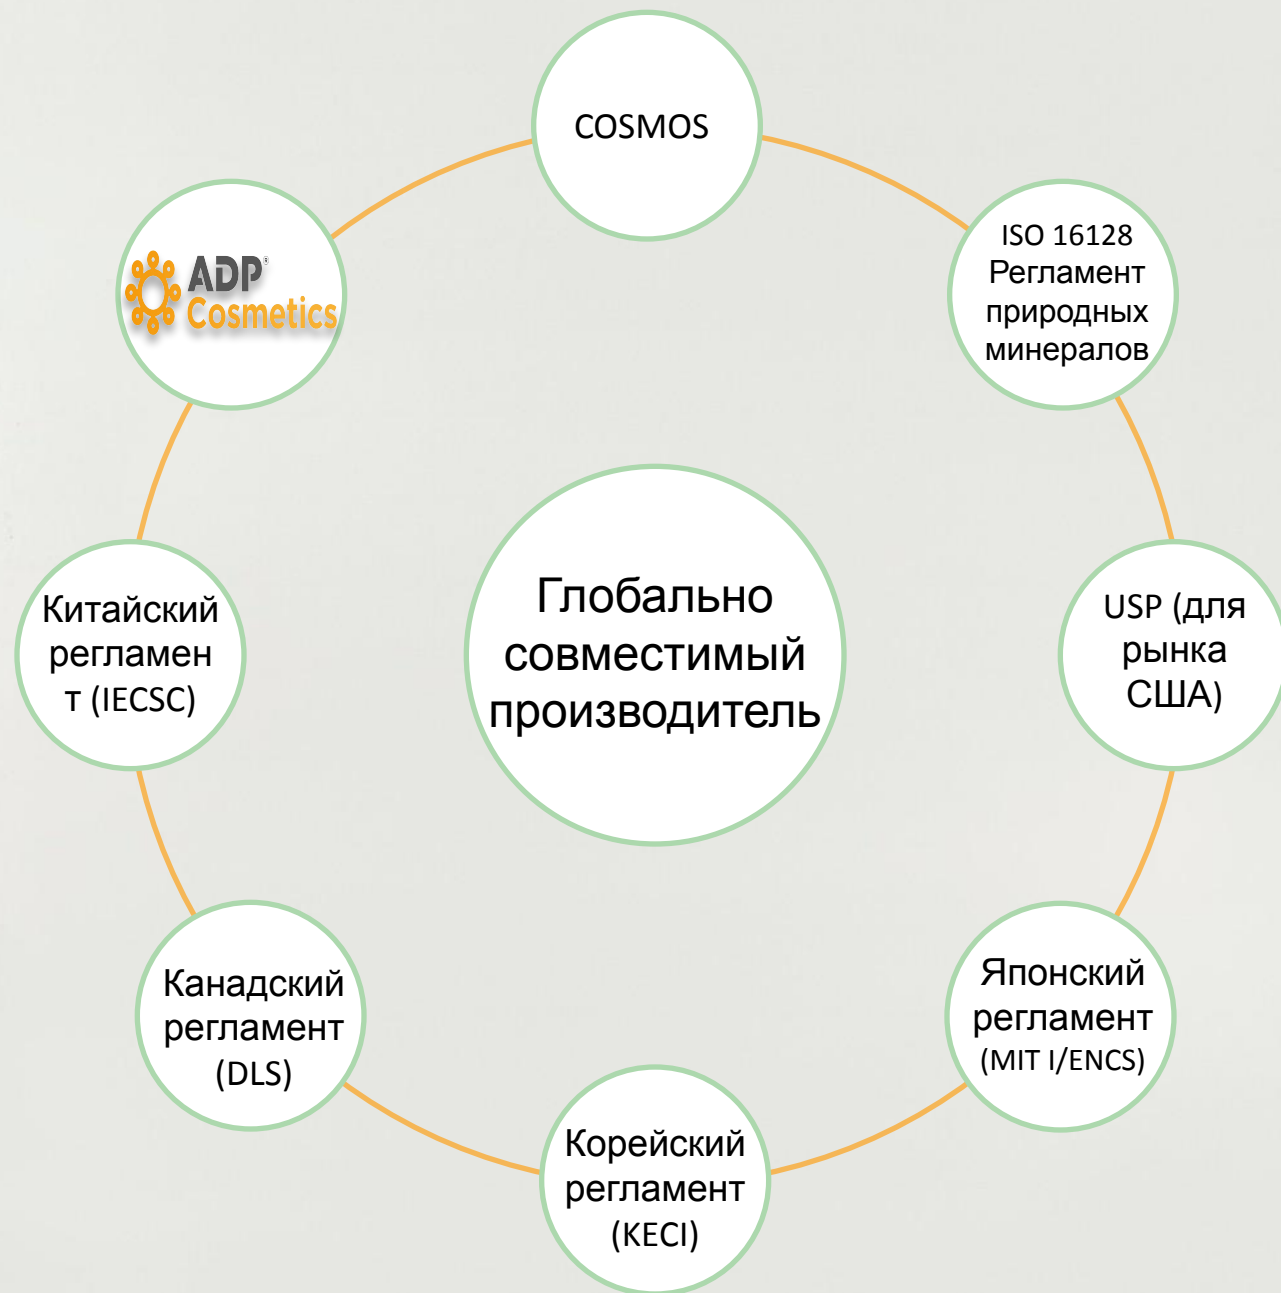 COSMOS
ISO 16128
Регламент
природных
минералов
USP (для
рынка
США)
Японский
регламент
(MIT I/ENCS)
Корейский
регламент
(KECI)
Канадский
регламент
(DLS)
Китайский
регламен
т (IECSC)
ADP®
Cosmetics
Глобально
совместимый
производитель